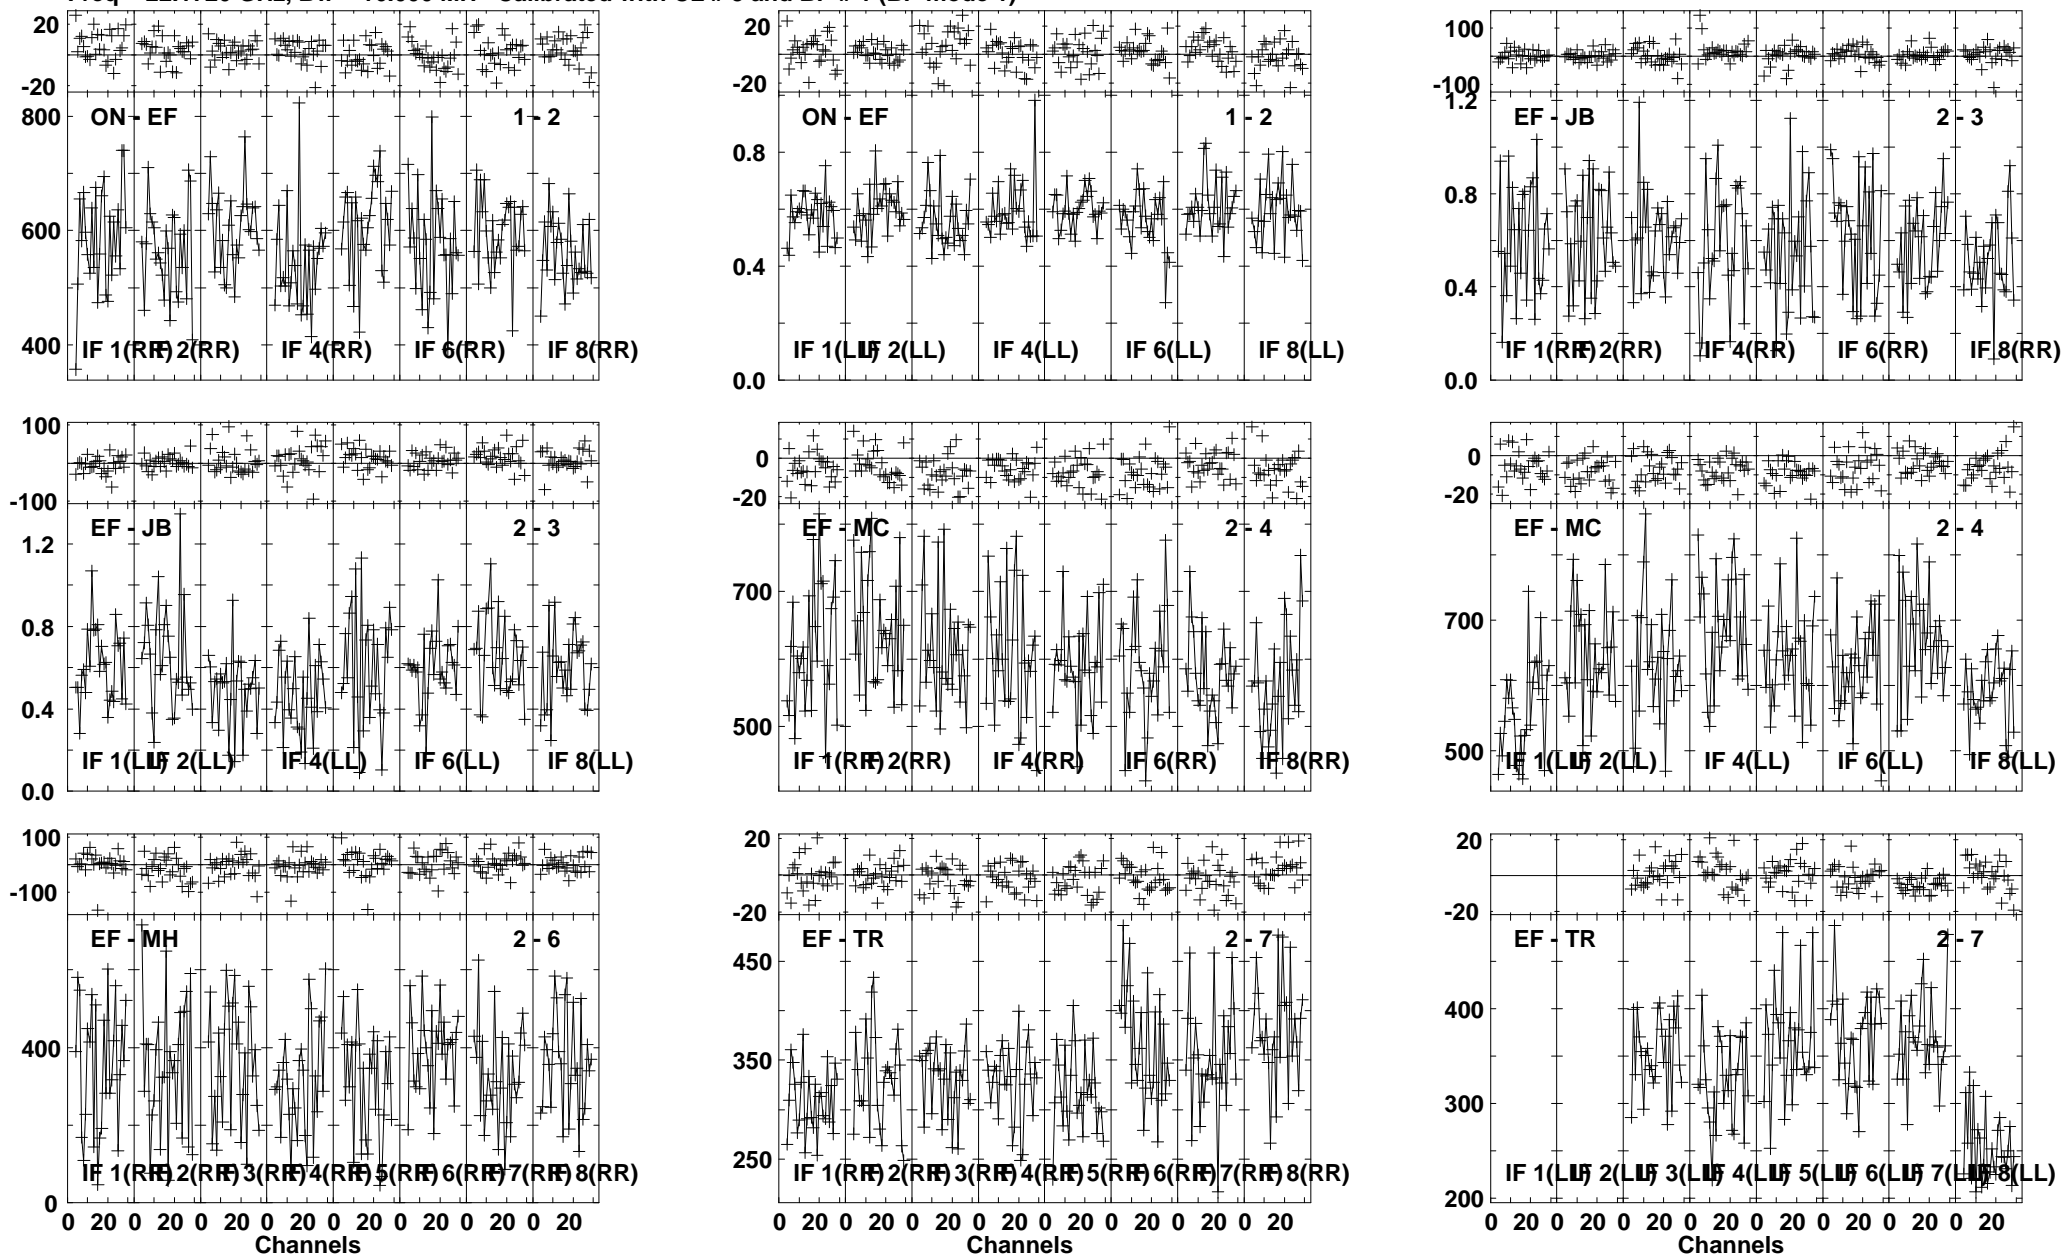 20
0
-20
800
600
400
ON - EF 1 - 2
IF 1(RR) IF 2(RR) IF 4(RR) IF 6(RR) IF 8(RR)
20
0
-20
0.8
0.4
0.0
ON - EF 1 - 2
IF 1(LL) IF 2(LL) IF 4(LL) IF 6(LL) IF 8(LL)
100
0
-100
1.2
0.8
0.4
0.0
EF - JB 2 - 3
IF 1(RR) IF 2(RR) IF 4(RR) IF 6(RR) IF 8(RR)
100
0
-100
1.2
0.8
0.4
0.0
EF - JB 2 - 3
IF 1(LL) IF 2(LL) IF 4(LL) IF 6(LL) IF 8(LL)
0
-20
700
500
EF - MC 2 - 4
IF 1(RR) IF 2(RR) IF 4(RR) IF 6(RR) IF 8(RR)
0
-20
700
500
EF - MC 2 - 4
IF 1(LL) IF 2(LL) IF 4(LL) IF 6(LL) IF 8(LL)
100
0
-100
400
0
EF - MH 2 - 6
IF 1(RR) IF 2(RR) IF 3(RR) IF 4(RR) IF 5(RR) IF 6(RR) IF 7(RR) IF 8(RR)
0 20 0 20 0 20 0 20 0 20 0 20 0 20 0 20
Channels
20
0
-20
450
350
250
EF - TR 2 - 7
IF 1(RR) IF 2(RR) IF 3(RR) IF 4(RR) IF 5(RR) IF 6(RR) IF 7(RR) IF 8(RR)
0 20 0 20 0 20 0 20 0 20 0 20 0 20 0 20
20
0
-20
400
300
200
EF - TR 2 - 7
IF 1(LL) IF 2(LL) IF 3(LL) IF 4(LL) IF 5(LL) IF 6(LL) IF 7(LL) IF 8(LL)
0 20 0 20 0 20 0 20 0 20 0 20 0 20 0 20
Channels